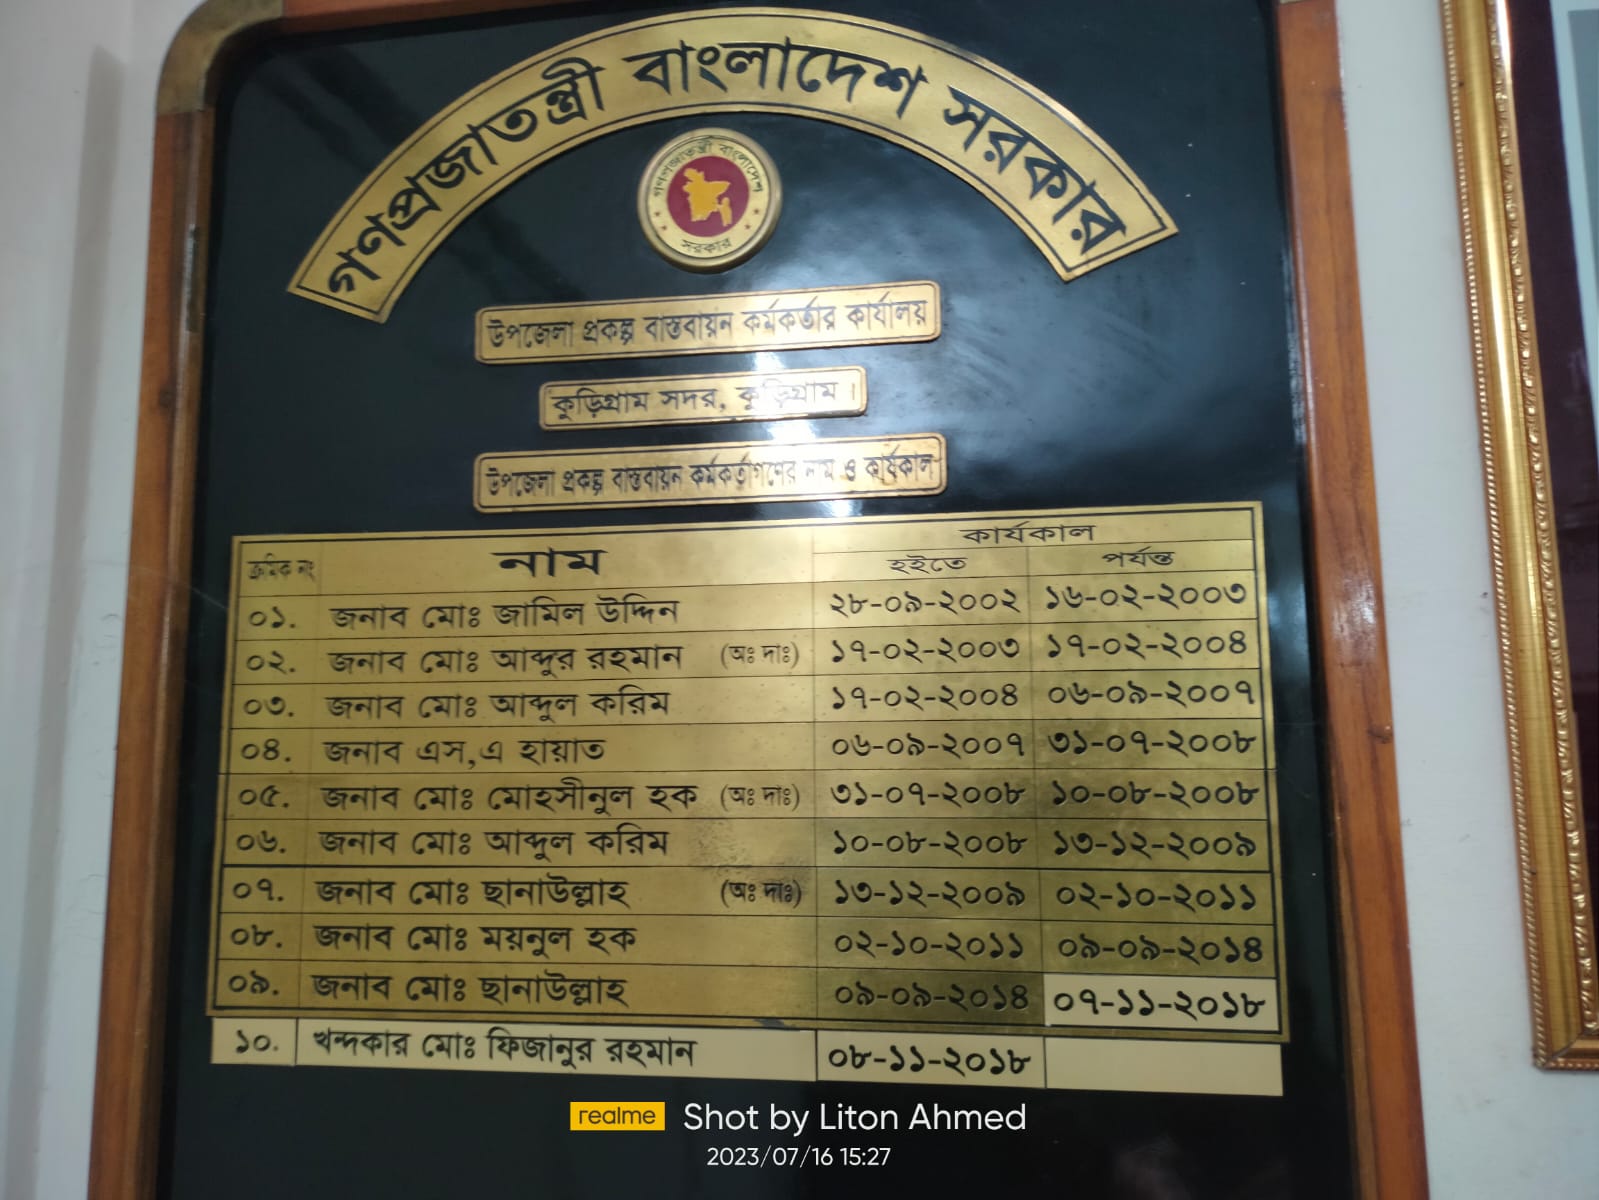 গণপ্রজাতন্ত্রী বাংলাদেশ সরকার
গণপ্রজাতন্ত্রী বাংলাদেশ
সরকার
উপজেলা প্রকল্প বাস্তবায়ন কর্মকর্তার কার্যালয়
কুড়িগ্রাম সদর, কুড়িগ্রাম।
উপজেলা প্রকল্প বাস্তবায়ন কর্মকর্তাগণের নাম ও কার্যকাল
ক্রমিক নং নাম কার্যকাল
হইতে পর্যন্ত
০১. জনাব মোঃ জামিল উদ্দিন ২৮-০৯-২০০২ ১৬-০২-২০০৩
০২. জনাব মোঃ আব্দুর রহমান (অঃ দাঃ) ১৭-০২-২০০৩ ১৭-০২-২০০৪
০৩. জনাব মোঃ আব্দুল করিম ১৭-০২-২০০৪ ০৬-০৯-২০০৭
০৪. জনাব এস,এ হায়াত ০৬-০৯-২০০৭ ৩১-০৭-২০০৮
০৫. জনাব মোঃ মোহসীনুল হক (অঃ দাঃ) ৩১-০৭-২০০৮ ১০-০৮-২০০৮
০৬. জনাব মোঃ আব্দুল করিম ১০-০৮-২০০৮ ১৩-১২-২০০৯
০৭. জনাব মোঃ ছানাউল্লাহ (অঃ দাঃ) ১৩-১২-২০০৯ ০২-১০-২০১১
০৮. জনাব মোঃ ময়নুল হক ০২-১০-২০১১ ০৯-০৯-২০১৪
০৯. জনাব মোঃ ছানাউল্লাহ ০৯-০৯-২০১৪ ০৭-১১-২০১৮
১০. খন্দকার মোঃ ফিজানুর রহমান ০৮-১১-২০১৮
realme Shot by Liton Ahmed
2023/07/16 15:27